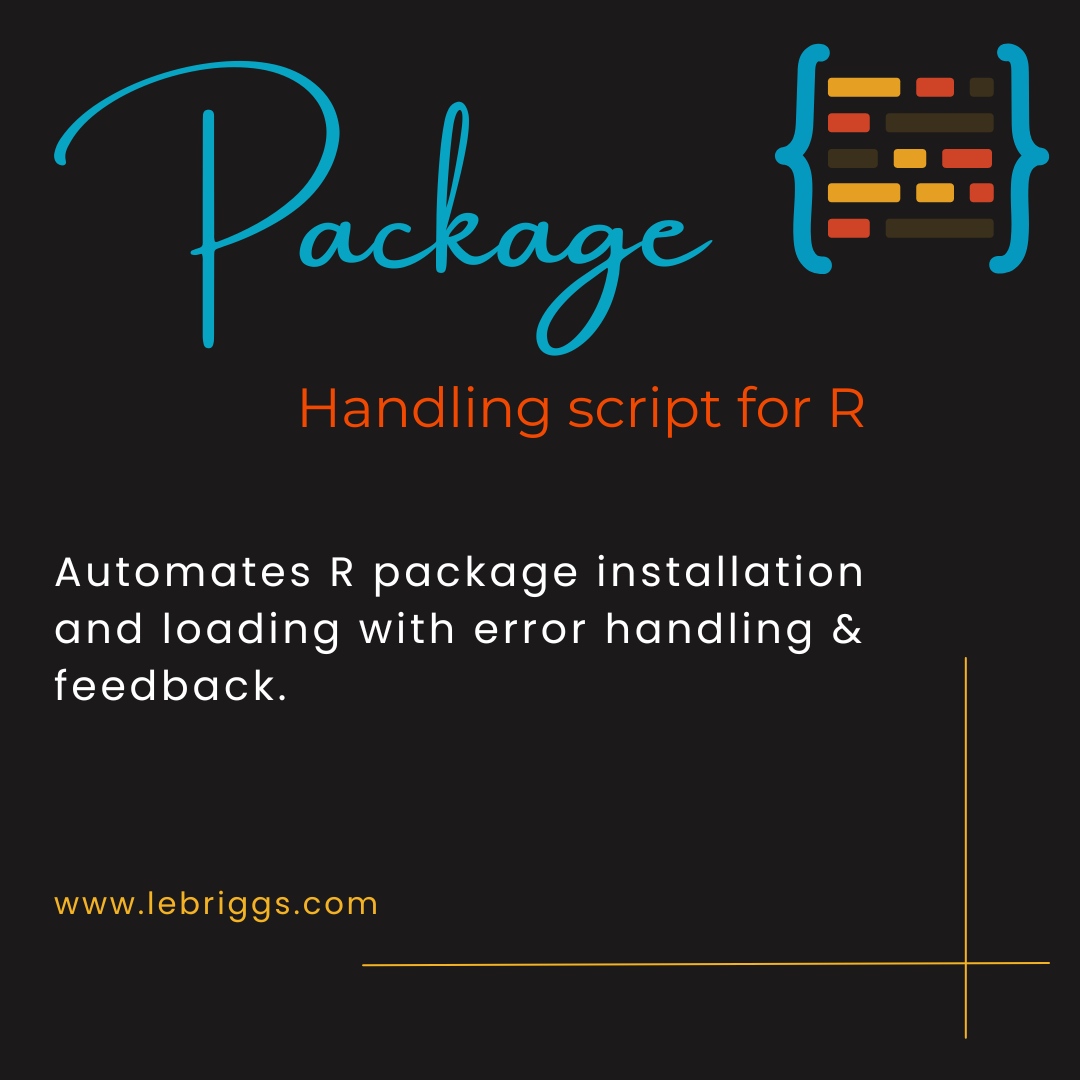 Package
Handling script for R
Automates R package installation
and loading with error handling &
feedback.
www.lebriggs.com